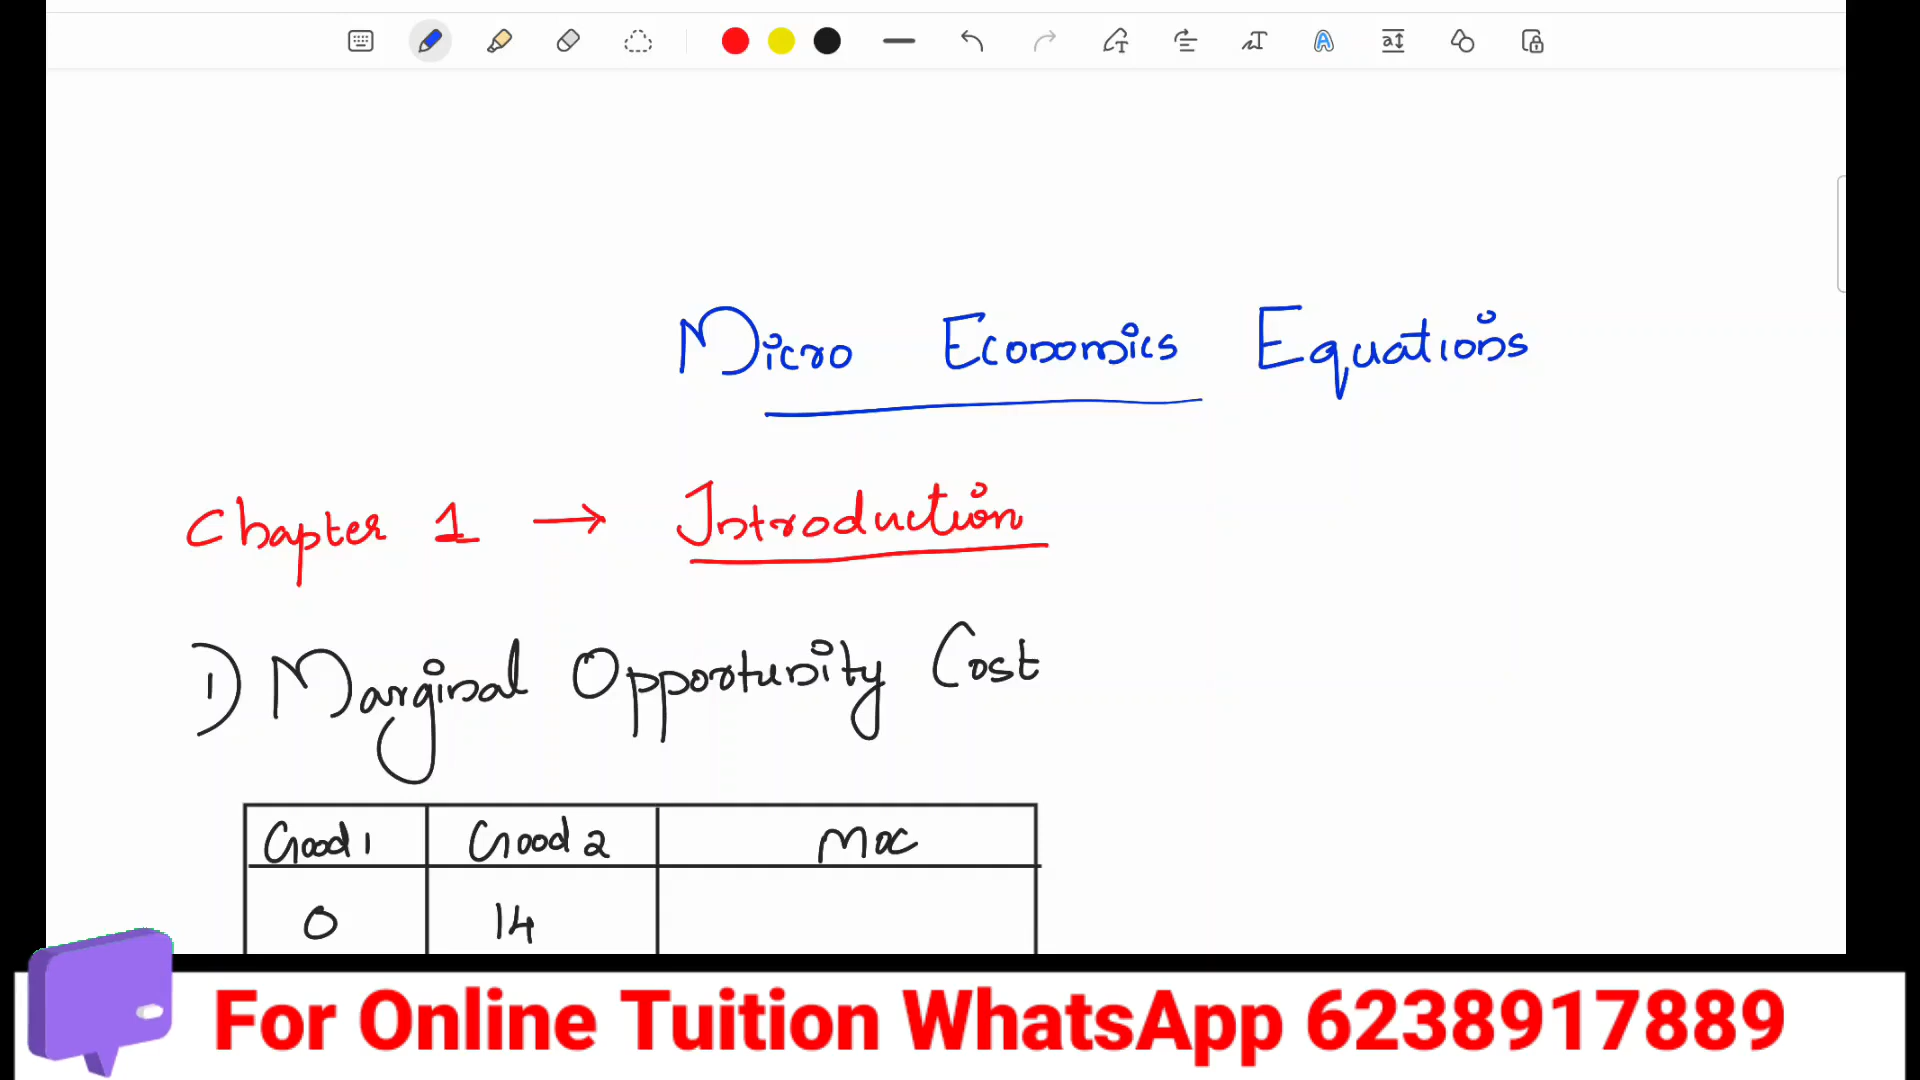 Micro Economics Equations
Chapter 1 → Introduction
1) Marginal Opportunity Cost
Good 1 Good 2 MOC
0 14
For Online Tuition WhatsApp 6238917889